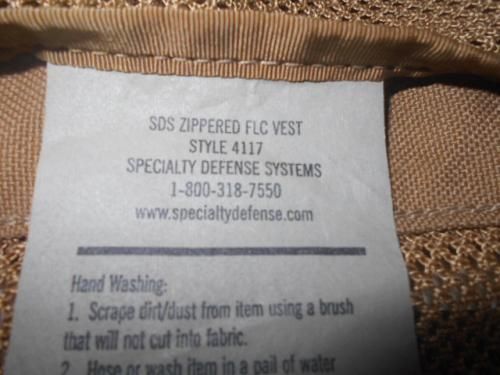 SDS ZIPPERED FLC VEST
STYLE 4117
SPECIALTY DEFENSE SYSTEMS
1-800-318-7550
www.specialtydefense.com
Hand Washing:
1. Scrape dirt/dust from item using a brush
that will not cut into fabric.
2. Hose or wash item in a pail of water